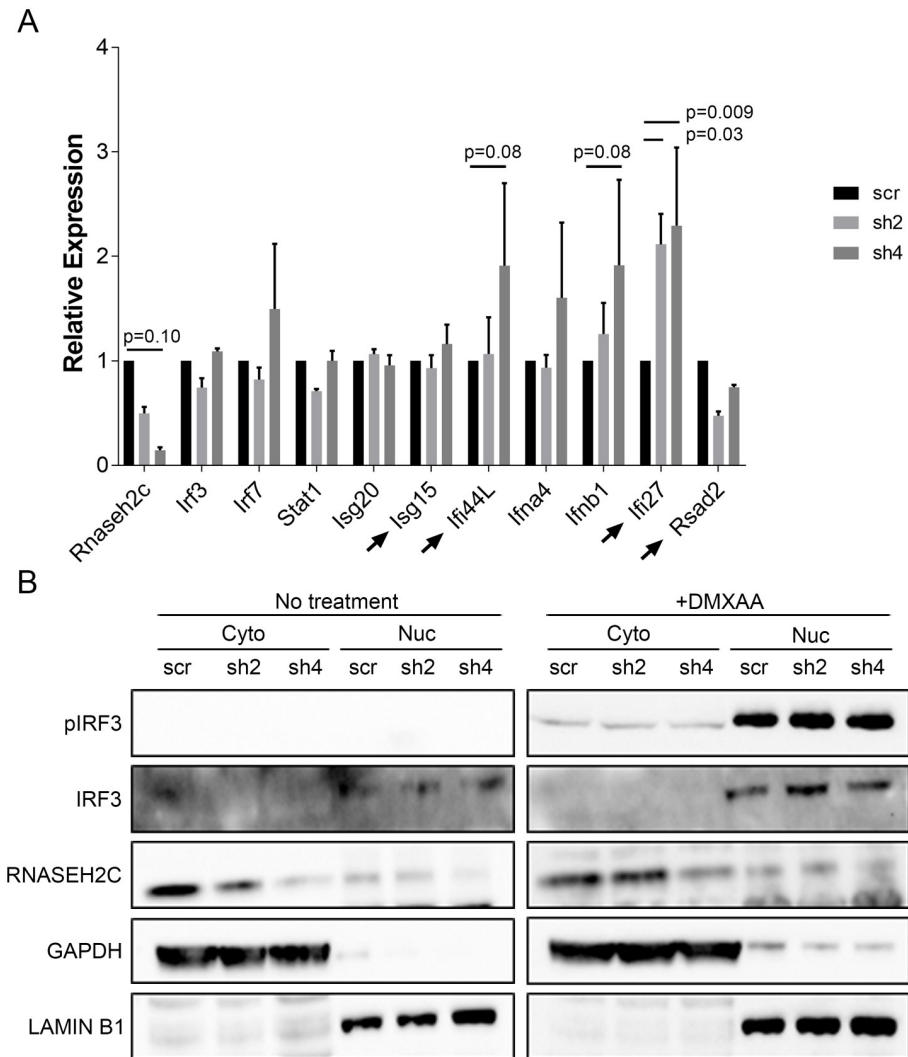 A
Relative Expression
4
3
2
1
0
p=0.10
p=0.08
p=0.08
p=0.009
p=0.03
scr
sh2
sh4
Rnaseh2c
Irf3
Irf7
Stat1
Isg20
Isg15
Ifi44L
Ifna4
Ifnb1
Ifi27
Rsad2
B
No treatment +DMXAA
Cyto Nuc Cyto Nuc
scr sh2 sh4 scr sh2 sh4 scr sh2 sh4 scr sh2 sh4
pIRF3
IRF3
RNASEH2C
GAPDH
LAMIN B1